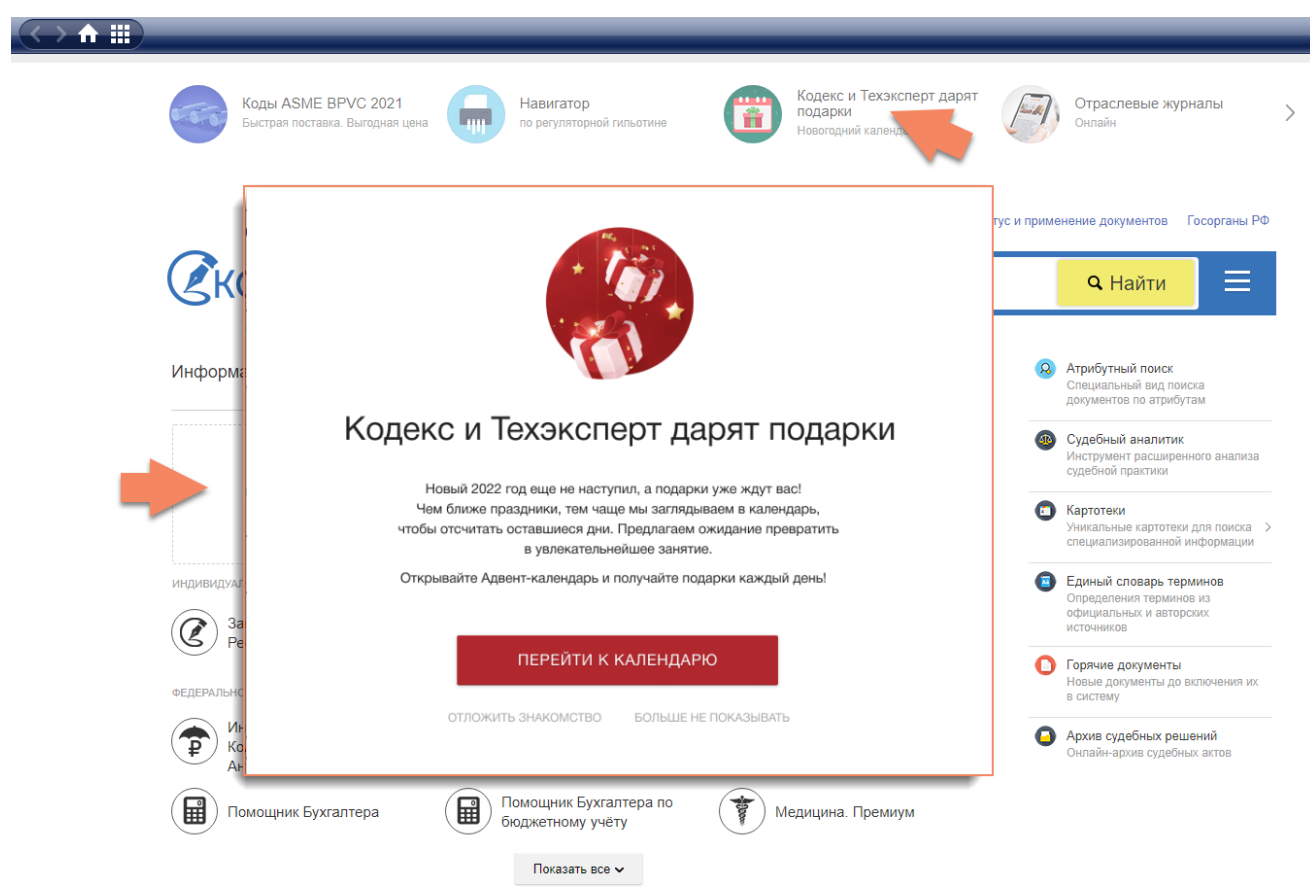 Коды ASME BPVC 2021
Быстрая поставка. Выгодная цена
Навигатор
по регуляторной гильотине
Кодекс и Техэксперт дарят
подарки
Новогодний
Отраслевые журналы
Онлайн
и применение документов Госорганы РФ
Найти
Кодекс и Техэксперт дарят подарки
Новый 2022 год еще не наступил, а подарки уже ждут вас!
Чем ближе праздники, тем чаще мы заглядываем в календарь,
чтобы отсчитать оставшиеся дни. Предлагаем ожидание превратить
в увлекательнейшее занятие.
Открывайте Адвент-календарь и получайте подарки каждый день!
ПЕРЕЙТИ К КАЛЕНДАРЮ
ОТЛОЖИТЬ ЗНАКОМСТВО БОЛЬШЕ НЕ ПОКАЗЫВАТЬ
Атрибутный поиск
Специальный вид поиска
документов по атрибутам
Судебный аналитик
Инструмент расширенного анализа
судебной практики
Картотеки
Уникальные картотеки для поиска
специализированной информации
Единый словарь терминов
Определения терминов из
официальных и авторских
источников
Горячие документы
Новые документы до включения их
в систему
Архив судебных решений
Онлайн-архив судебных актов
Помощник Бухгалтера
Помощник Бухгалтера по
бюджетному учёту
Медицина. Премиум
Показать все